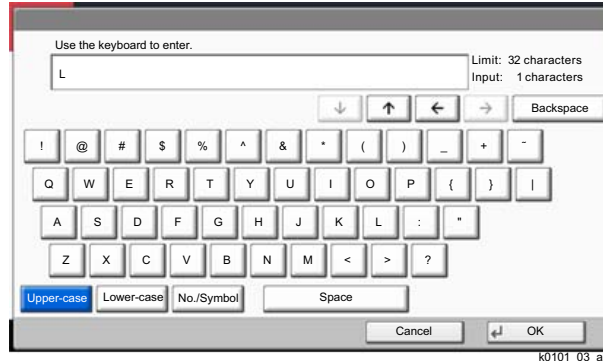 Use the keyboard to enter.
L
Limit: 32 characters
Input: 1 characters
Backspace
! @ # $ % ^ & * ( ) _ + ~
Q W E R T Y U I O P { } |
A S D F G H J K L : "
Z X C V B N M < > ?
Upper-case Lower-case No./Symbol Space
Cancel OK
k0101_03_a